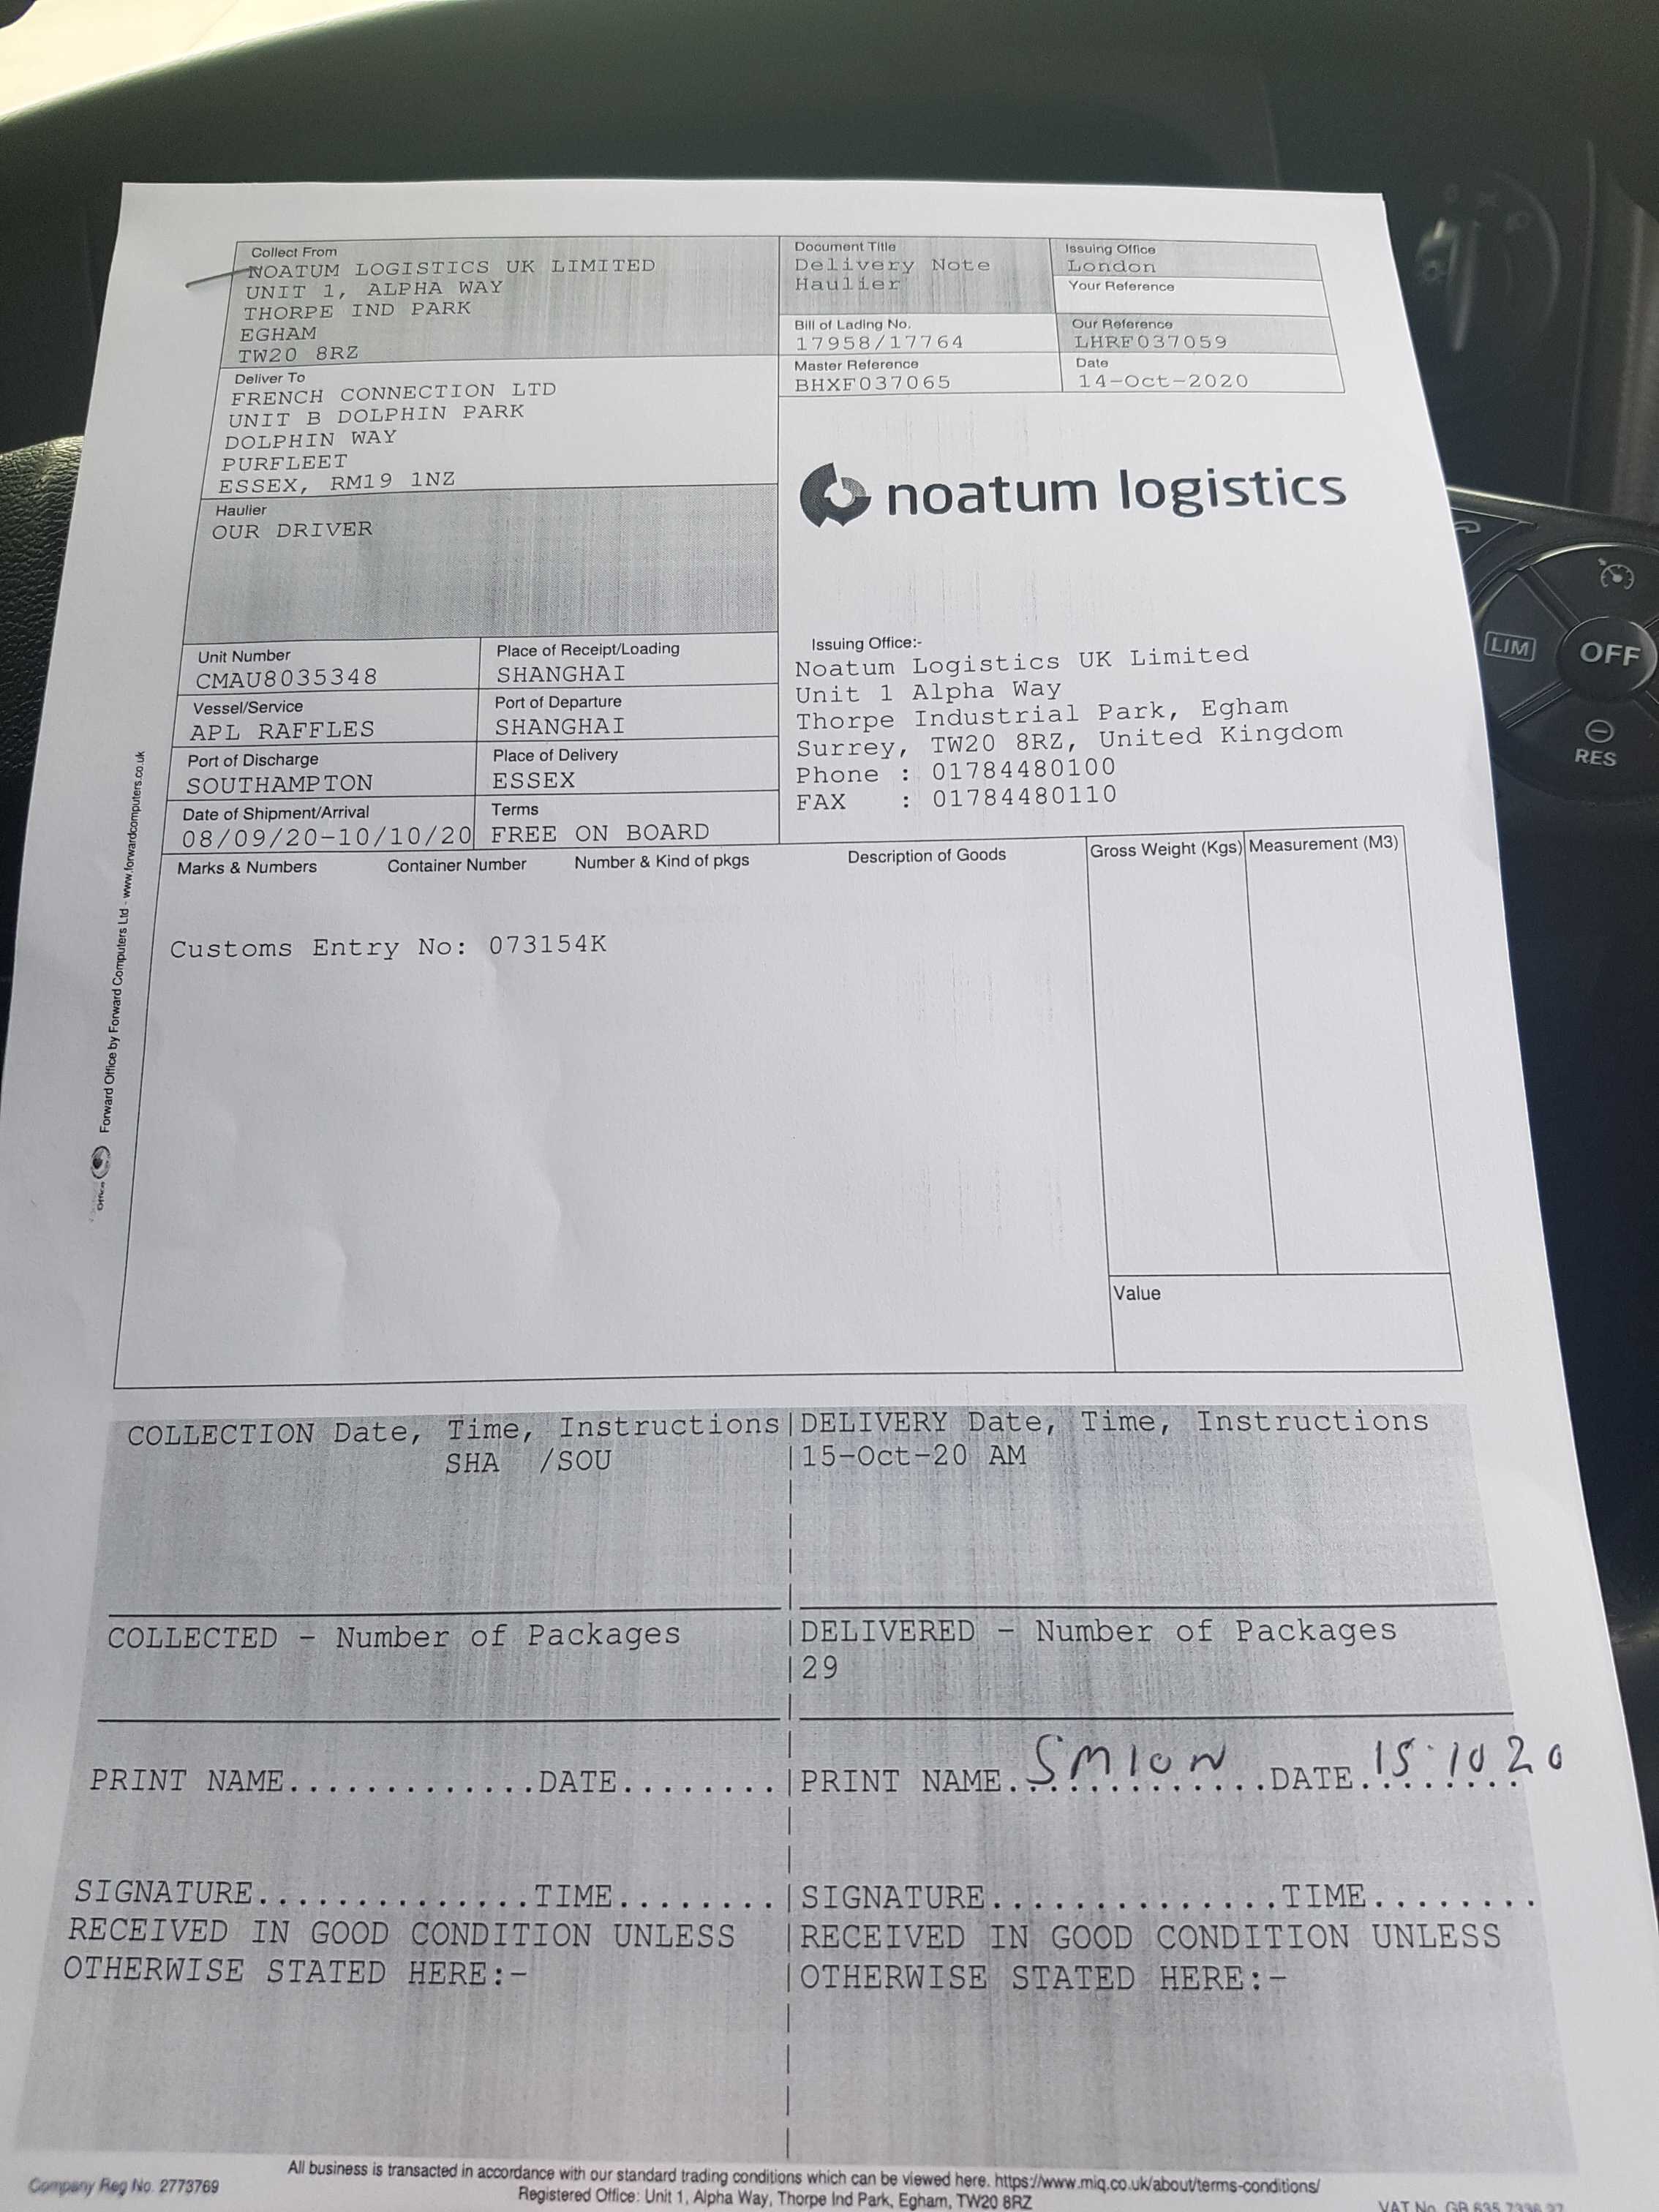 Collect From
NOATUM LOGISTICS UK LIMITED
UNIT 1, ALPHA WAY
THORPE IND PARK
EGHAM
TW20 8RZ
Document Title
Delivery Note
Haulier
Issuing Office
London
Your Reference
Bill of Lading No.
17958/17764
Our Reference
LHRF037059
Master Reference
BHXF037065
Date
14-Oct-2020
Deliver To
FRENCH CONNECTION LTD
UNIT B DOLPHIN PARK
DOLPHIN WAY
PURFLEET
ESSEX, RM19 1NZ
noatum logistics
Haulier
OUR DRIVER
Unit Number
CMAU8035348
Place of Receipt/Loading
SHANGHAI
Vessel/Service
APL RAFFLES
Port of Departure
SHANGHAI
Port of Discharge
SOUTHAMPTON
Place of Delivery
ESSEX
Date of Shipment/Arrival
08/09/20-10/10/20
Terms
FREE ON BOARD
Issuing Office:-
Noatum Logistics UK Limited
Unit 1 Alpha Way
Thorpe Industrial Park, Egham
Surrey, TW20 8RZ, United Kingdom
Phone : 01784480100
FAX : 01784480110
Marks & Numbers Container Number Number & Kind of pkgs Description of Goods Gross Weight (Kgs) Measurement (M3)
Customs Entry No: 073154K
Value
Forward Office by Forward Computers Ltd - www.forwardcomputers.co.uk
COLLECTION Date, Time, Instructions
SHA /SOU
DELIVERY Date, Time, Instructions
15-Oct-20 AM
COLLECTED - Number of Packages
DELIVERED - Number of Packages
29
PRINT NAME.............DATE........
PRINT NAME. SMION DATE. 15.10 20
SIGNATURE..............TIME........
SIGNATURE..............TIME........
RECEIVED IN GOOD CONDITION UNLESS
OTHERWISE STATED HERE:-
RECEIVED IN GOOD CONDITION UNLESS
OTHERWISE STATED HERE:-
Company Reg No. 2773769
All business is transacted in accordance with our standard trading conditions which can be viewed here. https://www.miq.co.uk/about/terms-conditions/
Registered Office: Unit 1, Alpha Way, Thorpe Ind Park, Egham, TW20 8RZ
VAT No. GB 635
LIM
OFF
RES